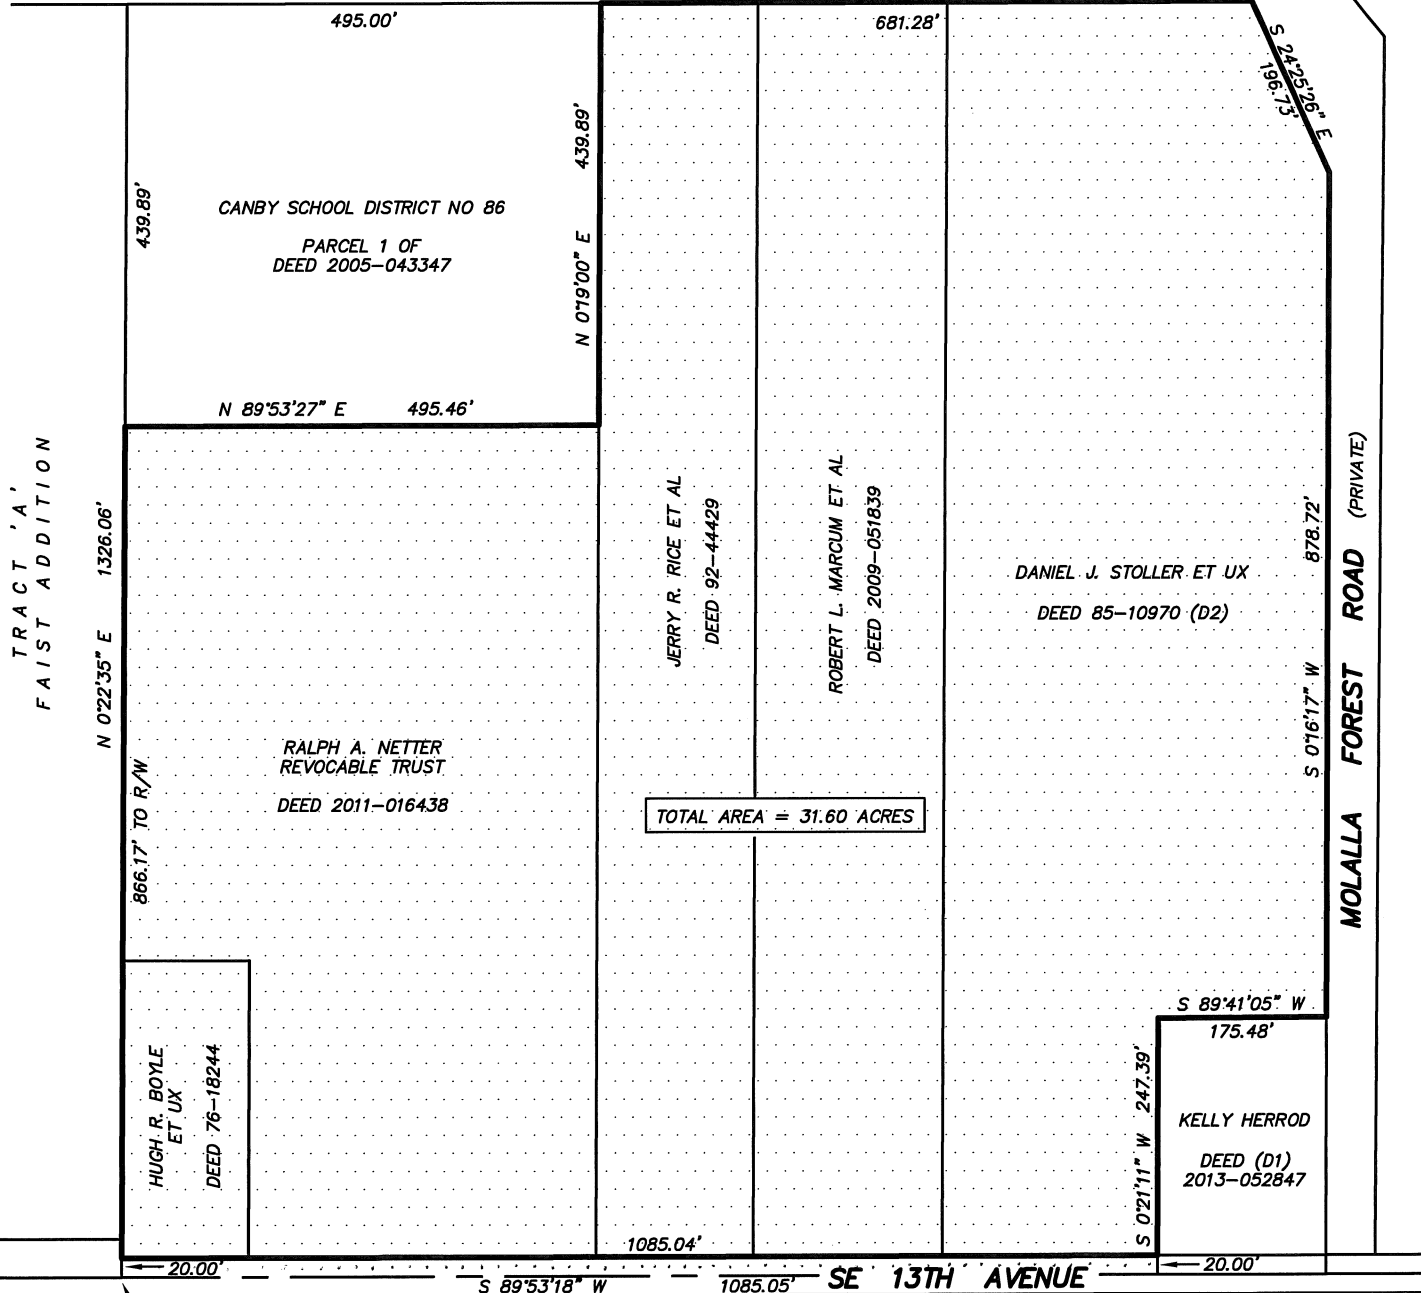 495.00'
681.28'
S 24°25'26" E
196.73'
439.89'
439.89'
N 0°19'00" E
CANBY SCHOOL DISTRICT NO 86
PARCEL 1 OF
DEED 2005-043347
N 89°53'27" E 495.46'
TRACT 'A'
FAIST ADDITION
N 0°22'35" E 1326.06'
866.17' TO R/W
JERRY R. RICE ET AL
DEED 92-44429
ROBERT L. MARCUM ET AL
DEED 2009-051839
DANIEL J. STOLLER ET UX
DEED 85-10970 (D2)
S 0°16'17" W 878.72'
MOLALLA FOREST ROAD (PRIVATE)
RALPH A. NETTER
REVOCABLE TRUST
DEED 2011-016438
TOTAL AREA = 31.60 ACRES
HUGH R. BOYLE
ET UX
DEED 76-18244
S 89°41'05" W
175.48'
S 0°21'11" W 247.39'
KELLY HERROD
DEED (D1)
2013-052847
1085.04'
20.00'
20.00'
S 89°53'18" W 1085.05'
SE 13TH AVENUE